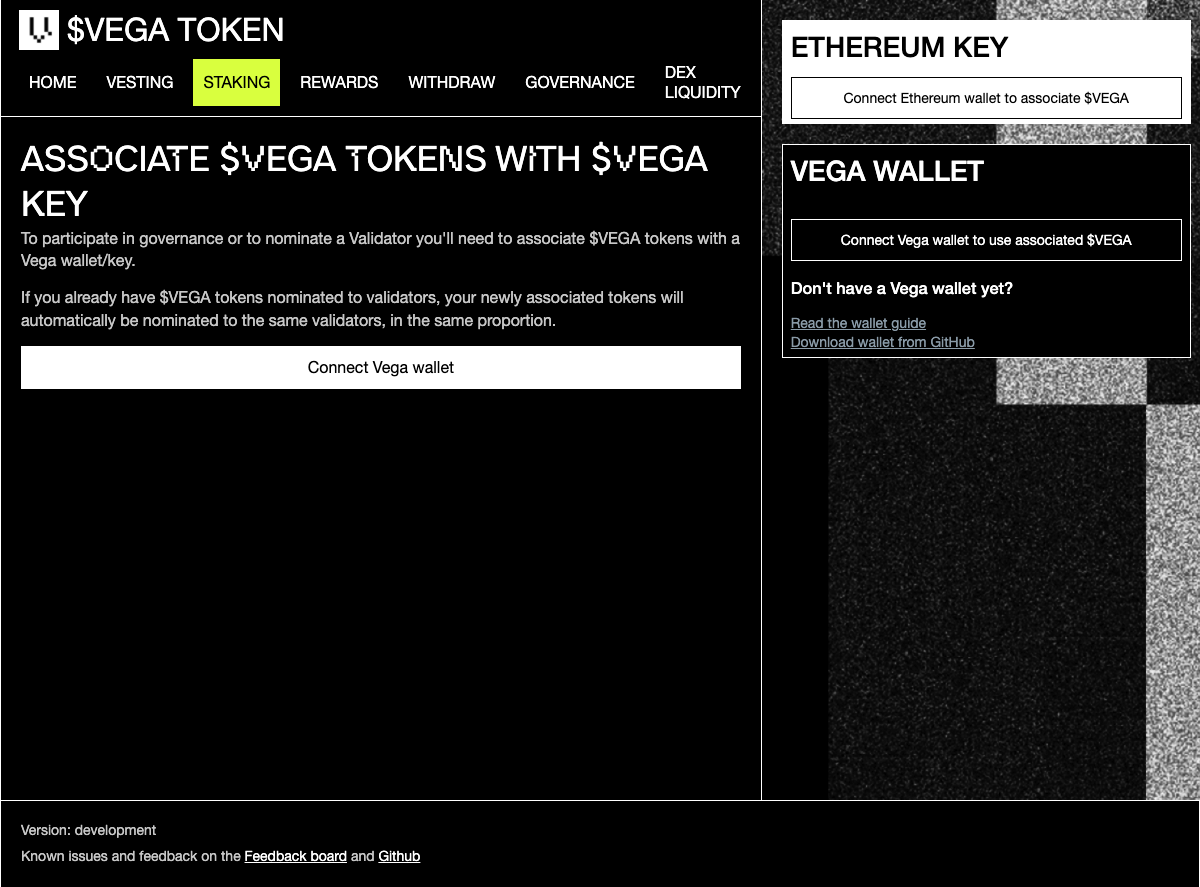 $VEGA TOKEN
HOME
VESTING
STAKING
REWARDS
WITHDRAW
GOVERNANCE
DEX
LIQUIDITY
ASSOCIATE $VEGA TOKENS WITH $VEGA
KEY
To participate in governance or to nominate a Validator you'll need to associate $VEGA tokens with a
Vega wallet/key.
If you already have $VEGA tokens nominated to validators, your newly associated tokens will
automatically be nominated to the same validators, in the same proportion.
Connect Vega wallet
ETHEREUM KEY
Connect Ethereum wallet to associate $VEGA
VEGA WALLET
Connect Vega wallet to use associated $VEGA
Don't have a Vega wallet yet?
Read the wallet guide
Download wallet from GitHub
Version: development
Known issues and feedback on the Feedback board and Github